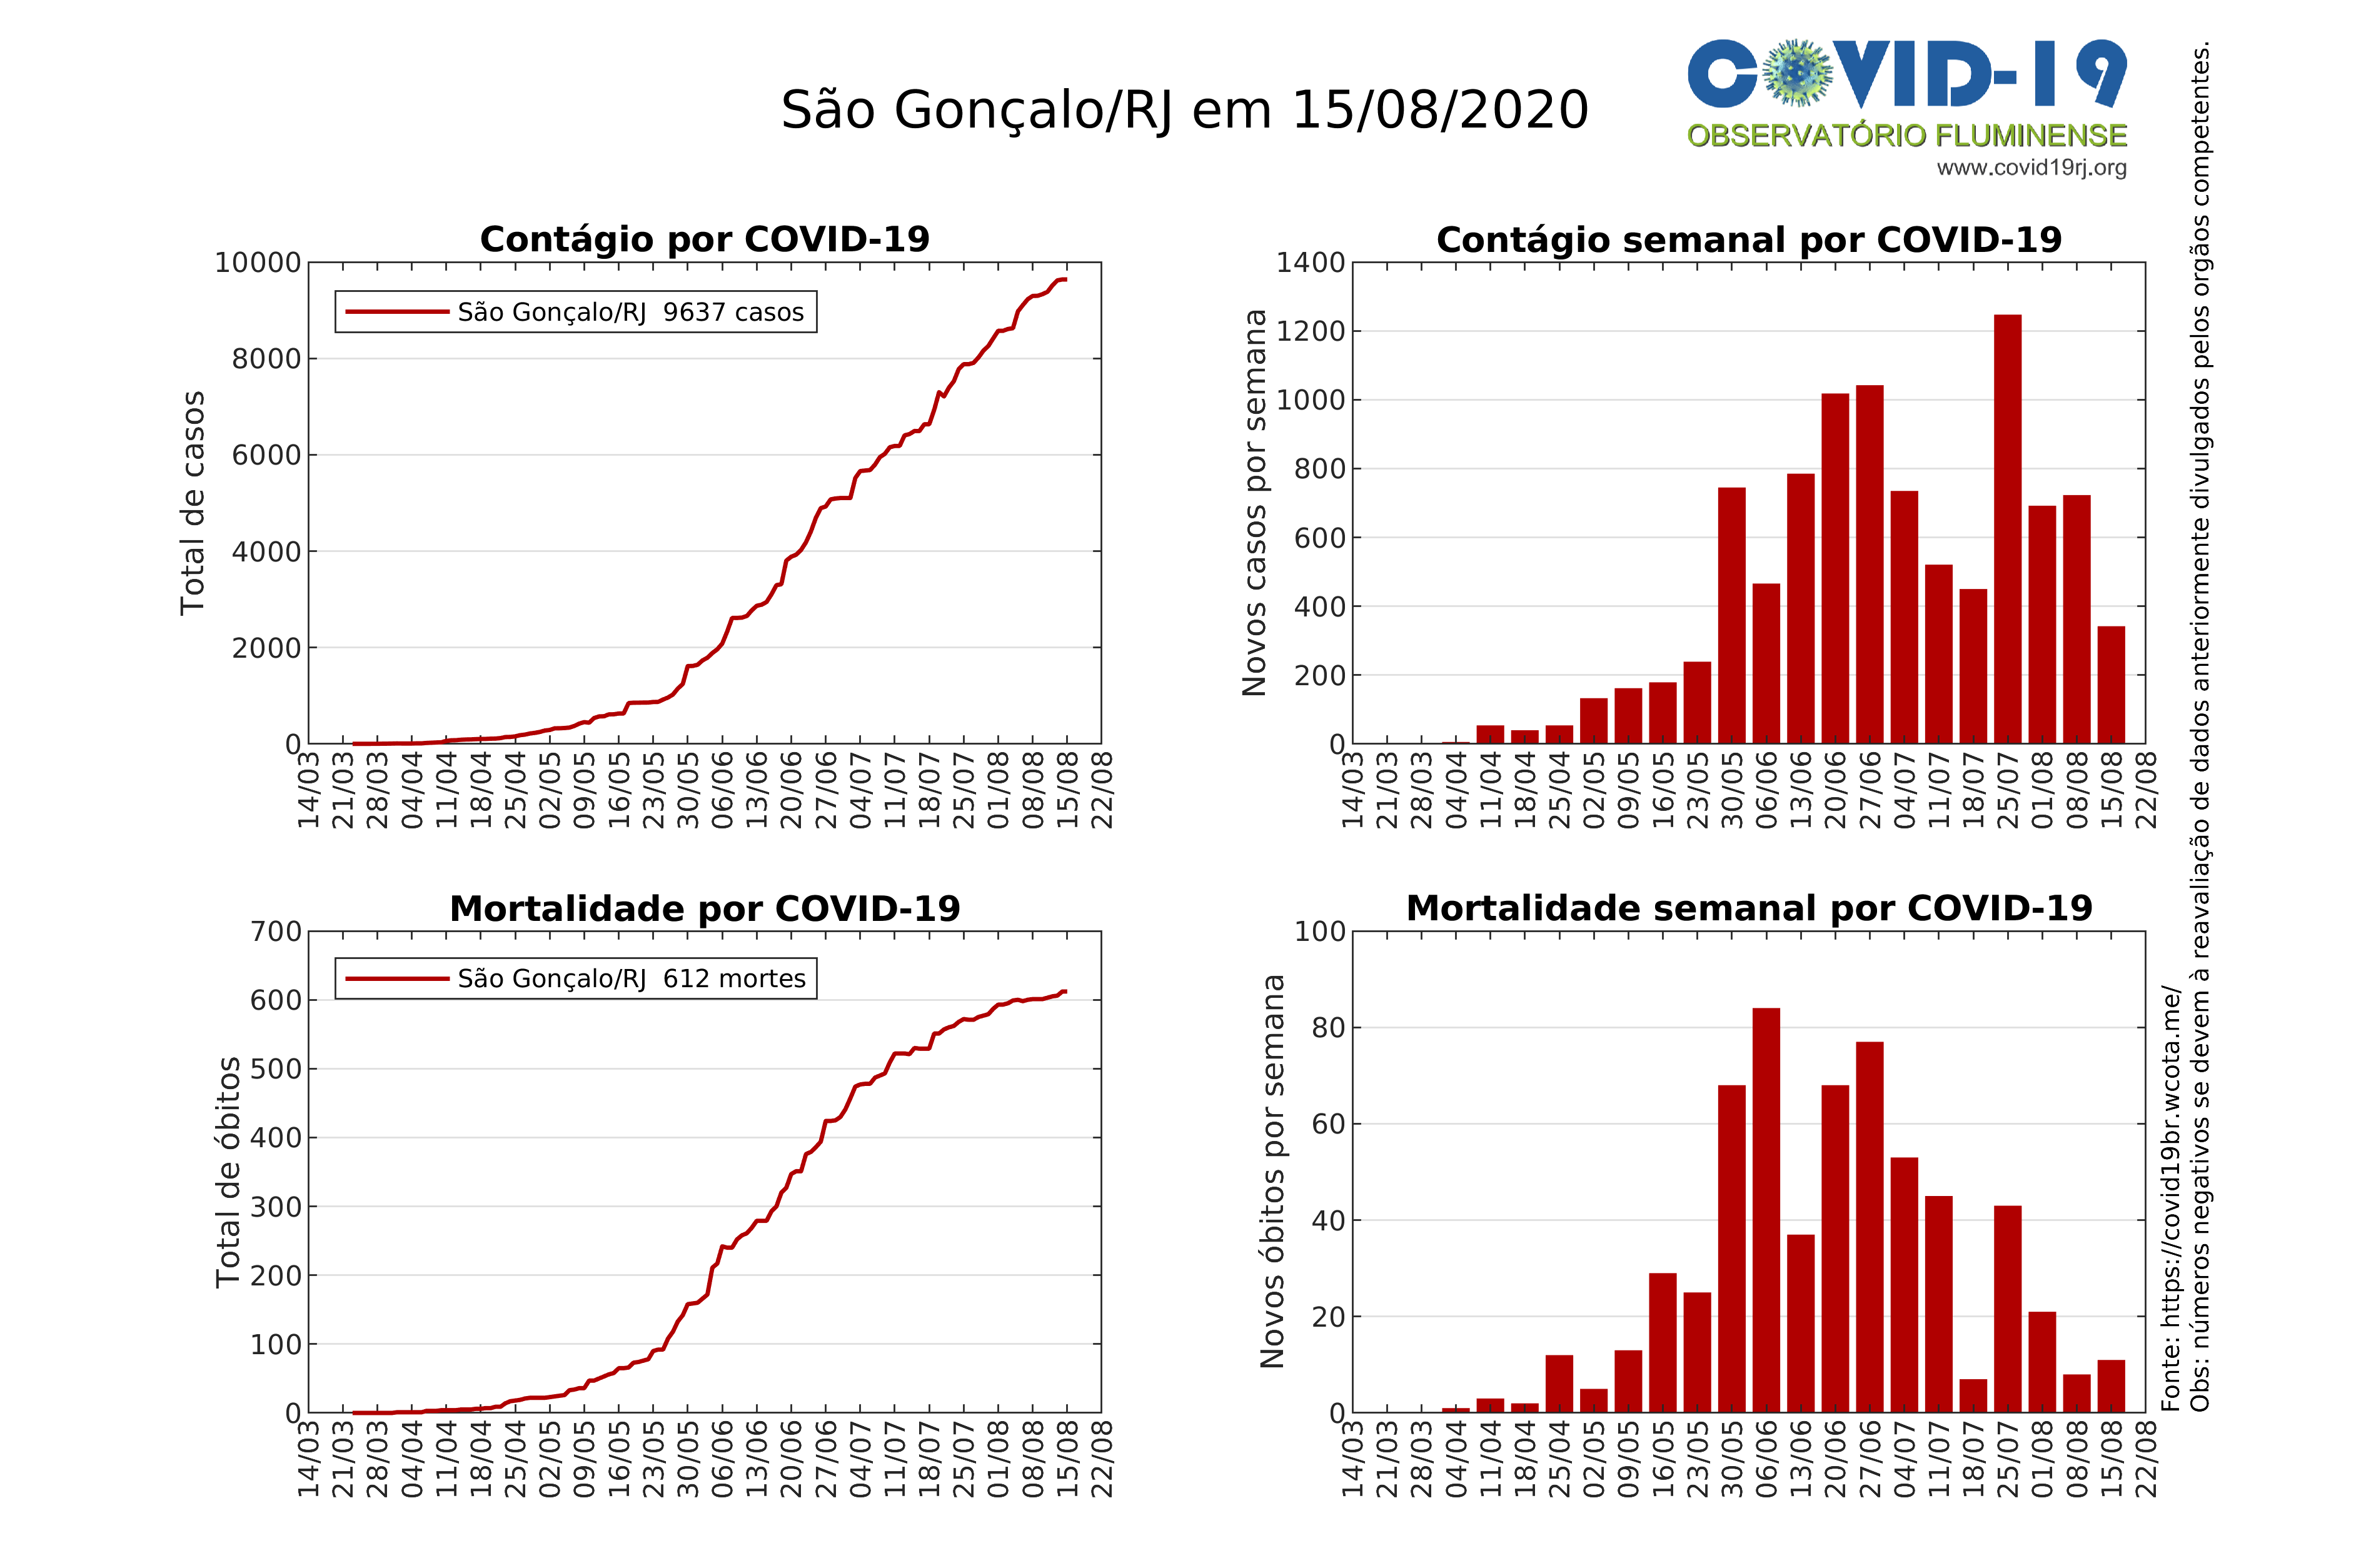 São Gonçalo/RJ em 15/08/2020
COVID-19
OBSERVATÓRIO FLUMINENSE
www.covid19rj.org
Contágio por COVID-19
Total de casos
10000
8000
6000
4000
2000
0
São Gonçalo/RJ 9637 casos
14/03 21/03 28/03 04/04 11/04 18/04 25/04 02/05 09/05 16/05 23/05 30/05 06/06 13/06 20/06 27/06 04/07 11/07 18/07 25/07 01/08 08/08 15/08 22/08
Contágio semanal por COVID-19
Novos casos por semana
1400
1200
1000
800
600
400
200
0
14/03 21/03 28/03 04/04 11/04 18/04 25/04 02/05 09/05 16/05 23/05 30/05 06/06 13/06 20/06 27/06 04/07 11/07 18/07 25/07 01/08 08/08 15/08 22/08
Mortalidade por COVID-19
Total de óbitos
700
600
500
400
300
200
100
0
São Gonçalo/RJ 612 mortes
14/03 21/03 28/03 04/04 11/04 18/04 25/04 02/05 09/05 16/05 23/05 30/05 06/06 13/06 20/06 27/06 04/07 11/07 18/07 25/07 01/08 08/08 15/08 22/08
Mortalidade semanal por COVID-19
Novos óbitos por semana
100
80
60
40
20
0
14/03 21/03 28/03 04/04 11/04 18/04 25/04 02/05 09/05 16/05 23/05 30/05 06/06 13/06 20/06 27/06 04/07 11/07 18/07 25/07 01/08 08/08 15/08 22/08
Fonte: https://covid19br.wcota.me/
Obs: números negativos se devem à reavaliação de dados anteriormente divulgados pelos orgãos competentes.